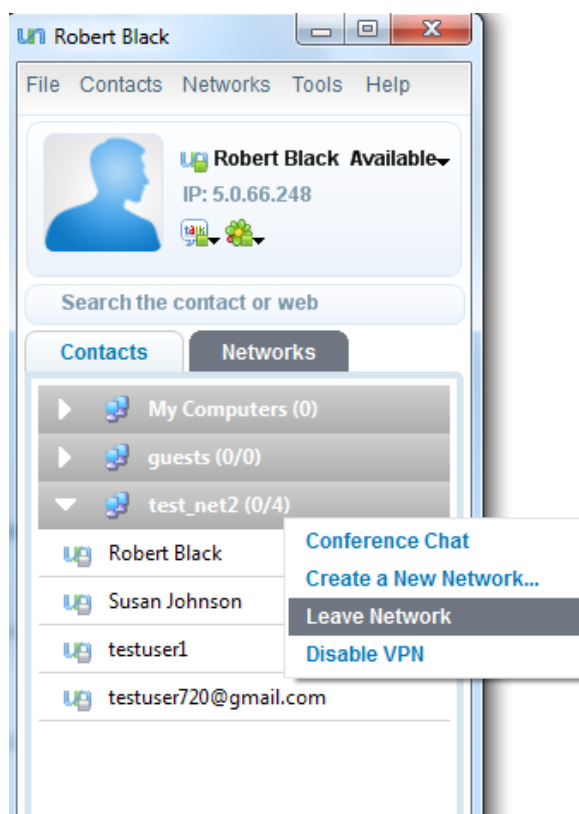 un Robert Black
File Contacts Networks Tools Help
Robert Black Available
IP: 5.0.66.248
talk
Search the contact or web
Contacts Networks
My Computers (0)
guests (0/0)
test_net2 (0/4)
Conference Chat
Create a New Network...
Leave Network
Disable VPN
Robert Black
Susan Johnson
testuser1
testuser720@gmail.com